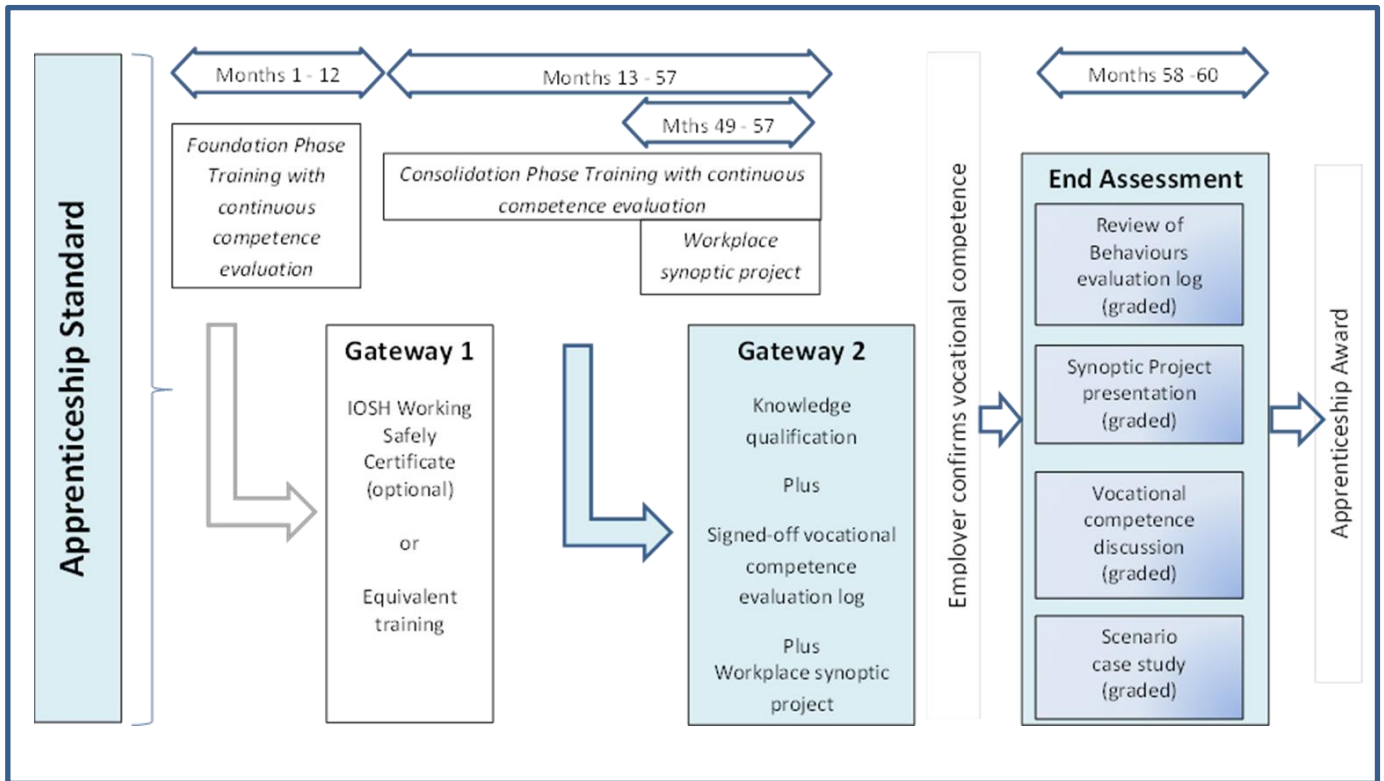 Apprenticeship Standard
Months 1 - 12
Months 13 - 57
Mths 49 - 57
Foundation Phase
Training with
continuous
competence
evaluation
Consolidation Phase Training with continuous
competence evaluation
Workplace
synoptic project
Gateway 1
IOSH Working
Safely
Certificate
(optional)
or
Equivalent
training
Gateway 2
Knowledge
qualification
Plus
Signed-off vocational
competence
evaluation log
Plus
Workplace synoptic
project
Employer confirms vocational competence
Months 58 -60
End Assessment
Review of
Behaviours
evaluation log
(graded)
Synoptic Project
presentation
(graded)
Vocational
competence
discussion
(graded)
Scenario
case study
(graded)
Apprenticeship Award